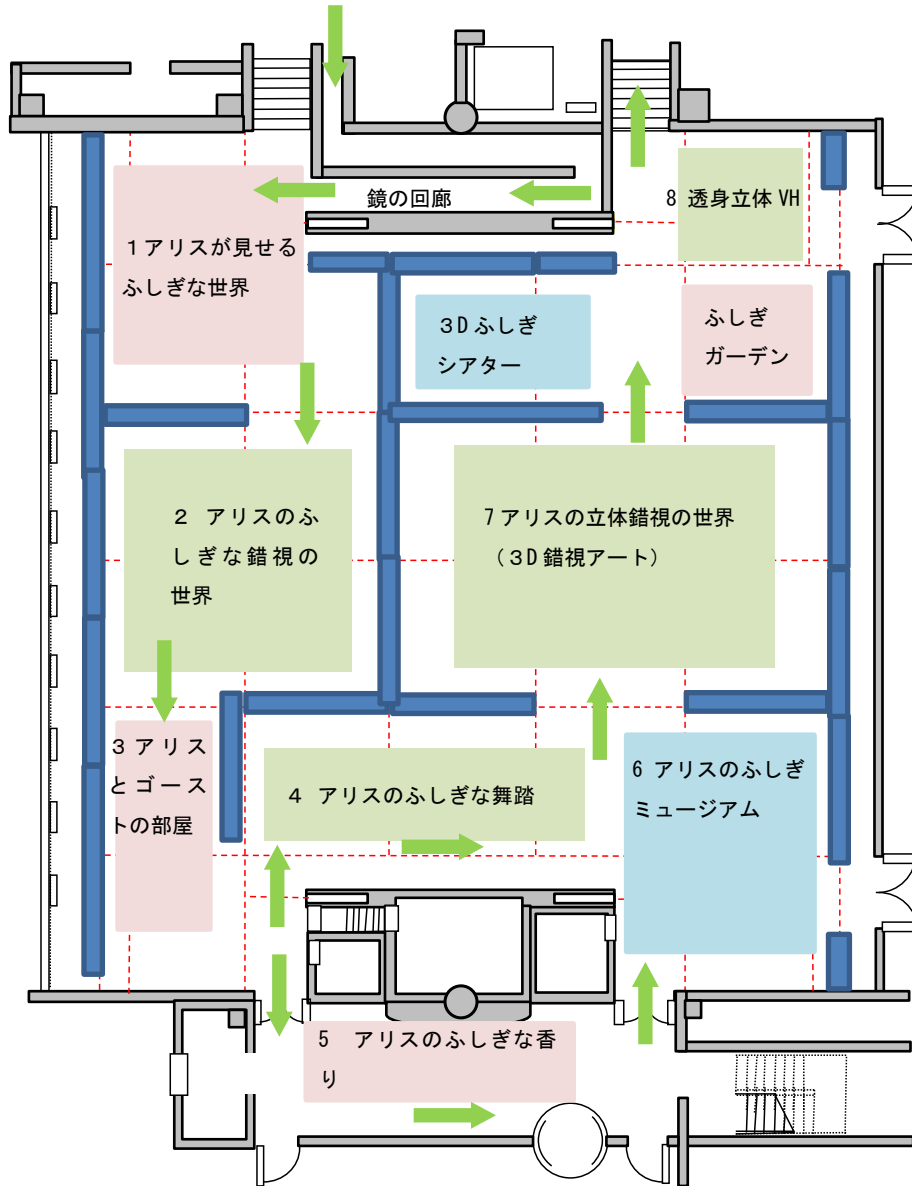 鏡の回廊
1アリスが見せる
ふしぎな世界
8 透身立体 VH
3D ふしぎ
シアター
ふしぎ
ガーデン
2 アリスのふ
しぎな錯視の
世界
7アリスの立体錯視の世界
（3D錯視アート）
3 アリス
とゴース
トの部屋
4 アリスのふしぎな舞踏
6 アリスのふしぎ
ミュージアム
5 アリスのふしぎな香
り